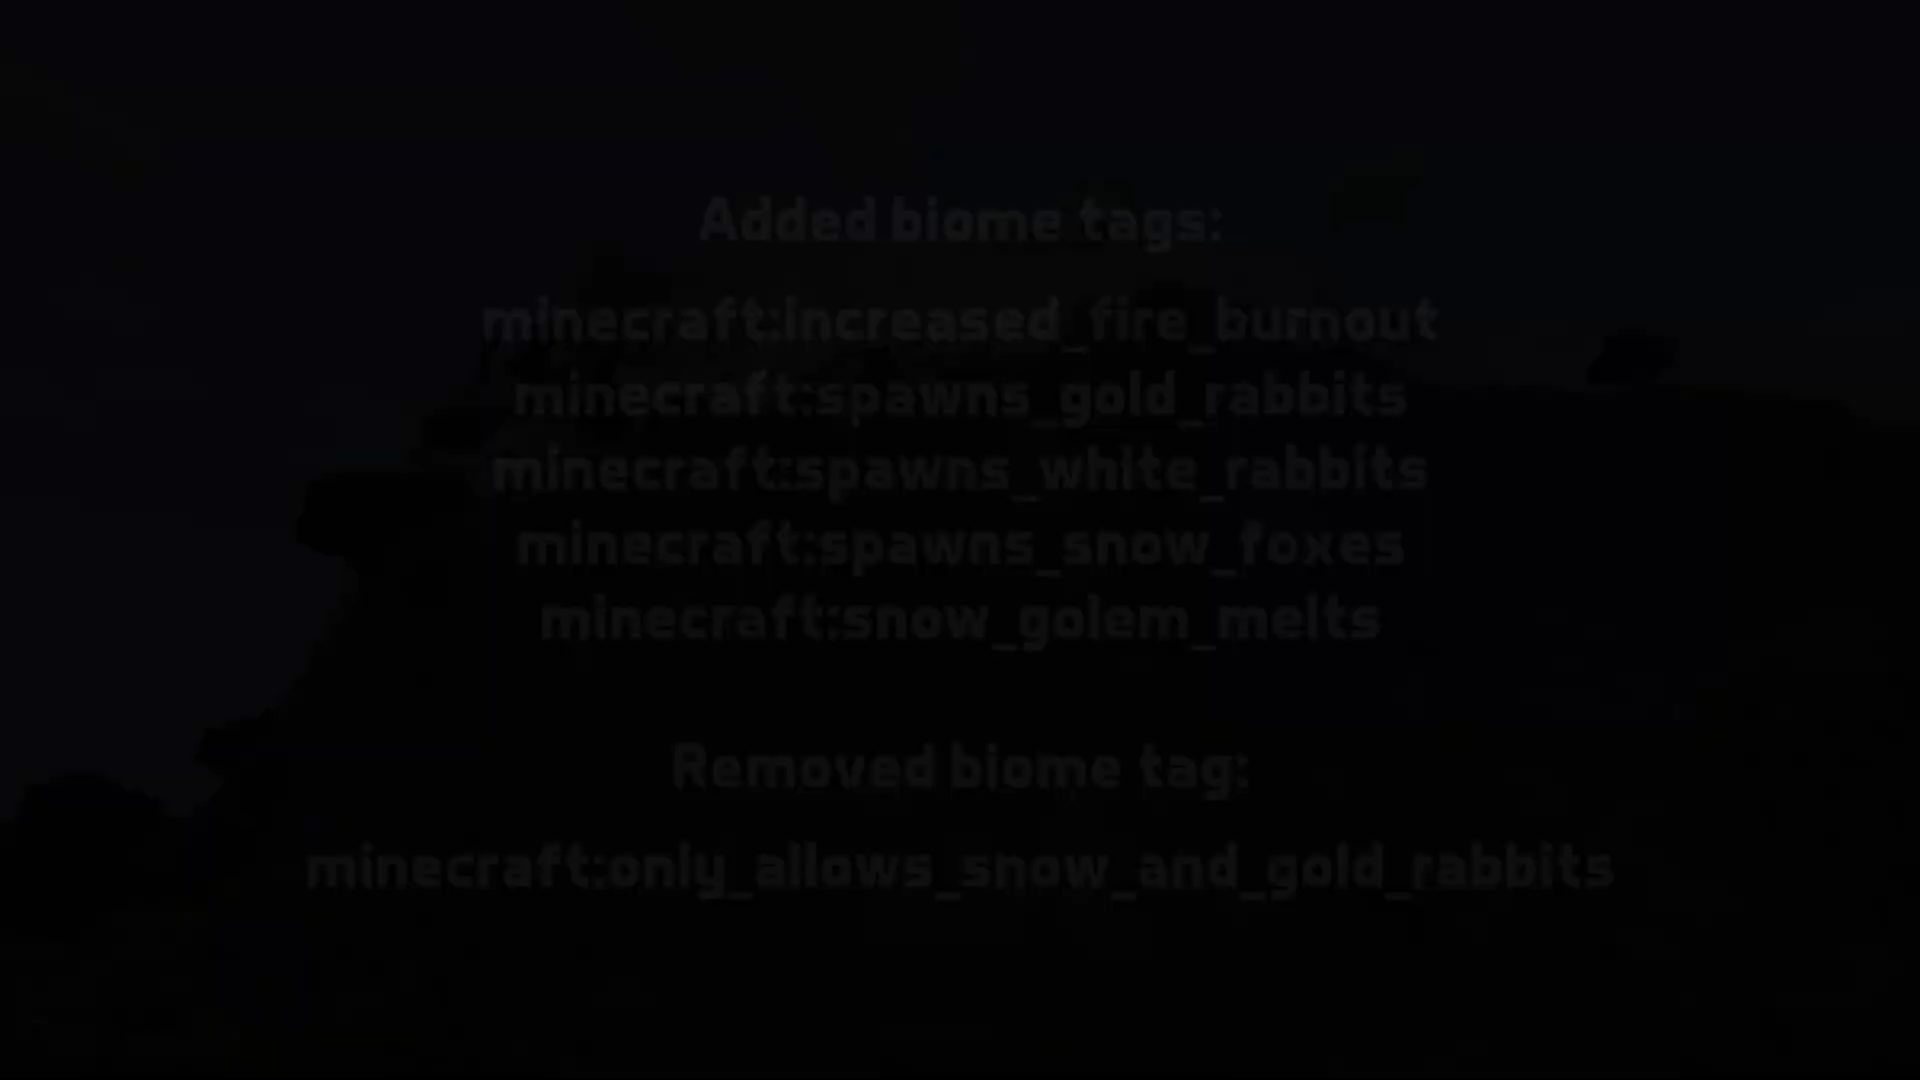 Added biome tags:
minecraft:increased_fire_burnout
minecraft:spawns_gold_rabbits
minecraft:spawns_white_rabbits
minecraft:spawns_snow_foxes
minecraft:snow_golem_melts
Removed biome tag:
minecraft:only_allows_snow_and_gold_rabbits